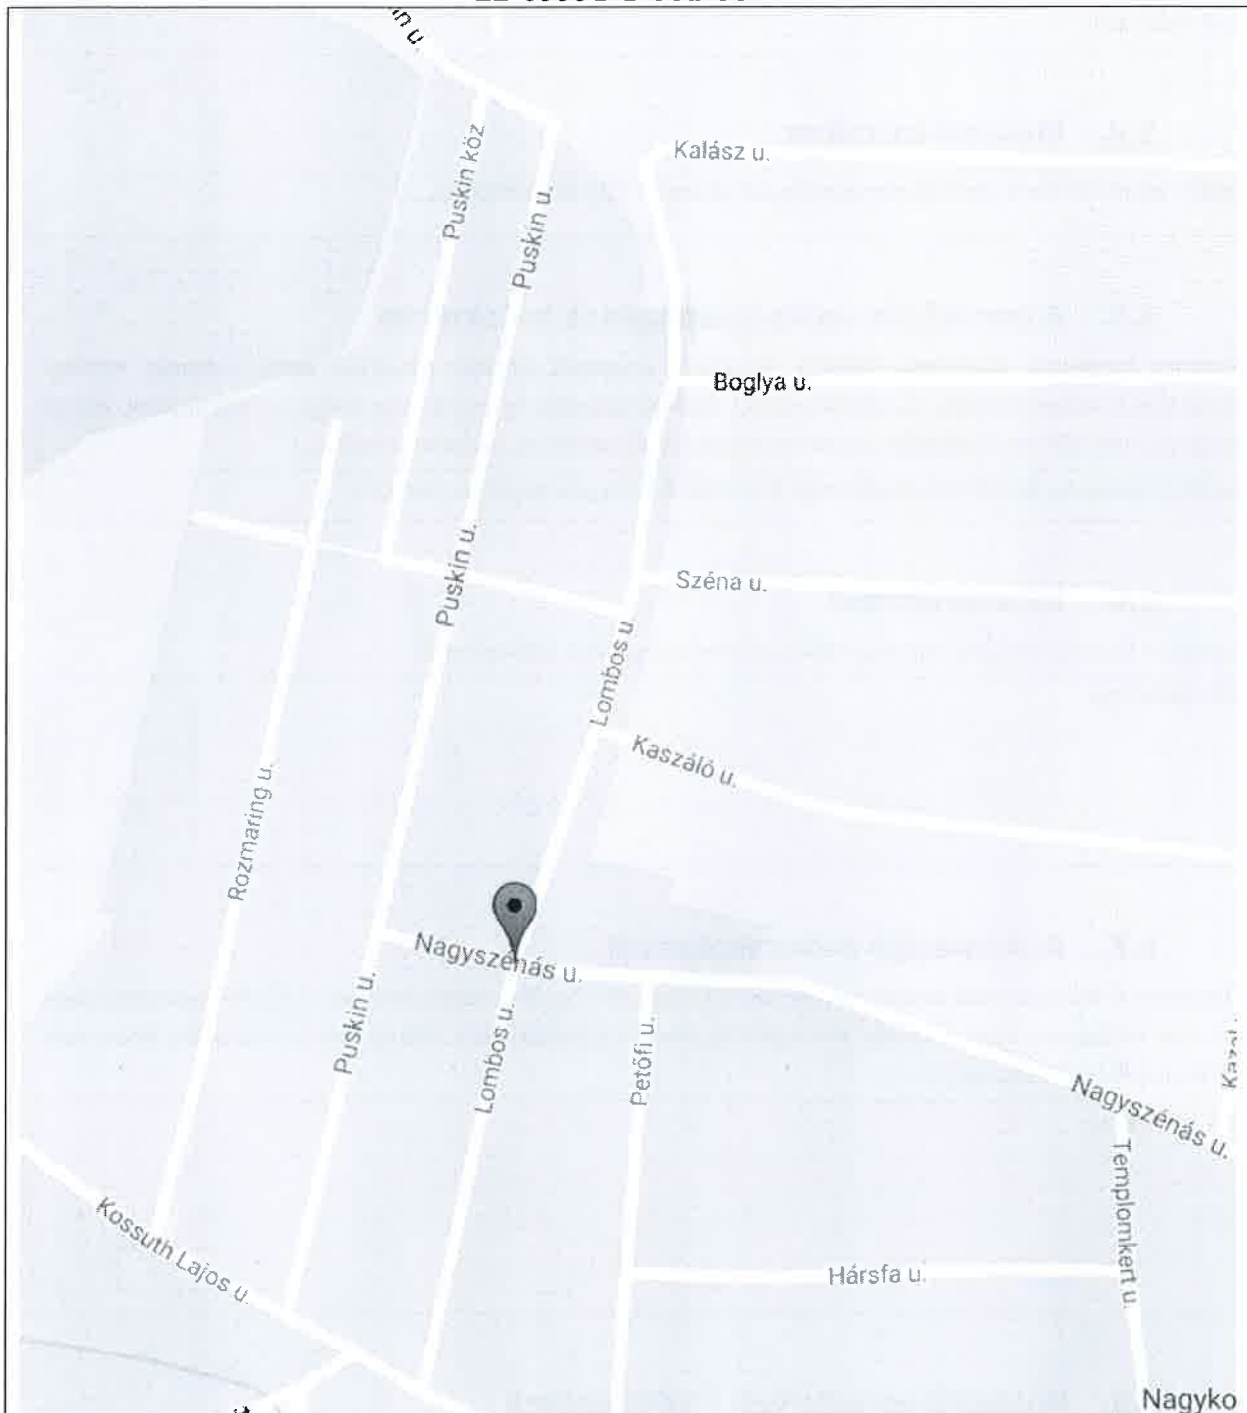 Kalász u.
Puskin köz
Puskin u.
Boglya u.
Puskin u.
Széna u.
Lombos u.
Kaszáló u.
Rozmaring u.
Nagyszénás u.
Puskin u.
Lombos u.
Petőfi u.
Nagyszénás u.
Templomkert u.
Kossuth Lajos u.
Hársfa u.
Nagyko